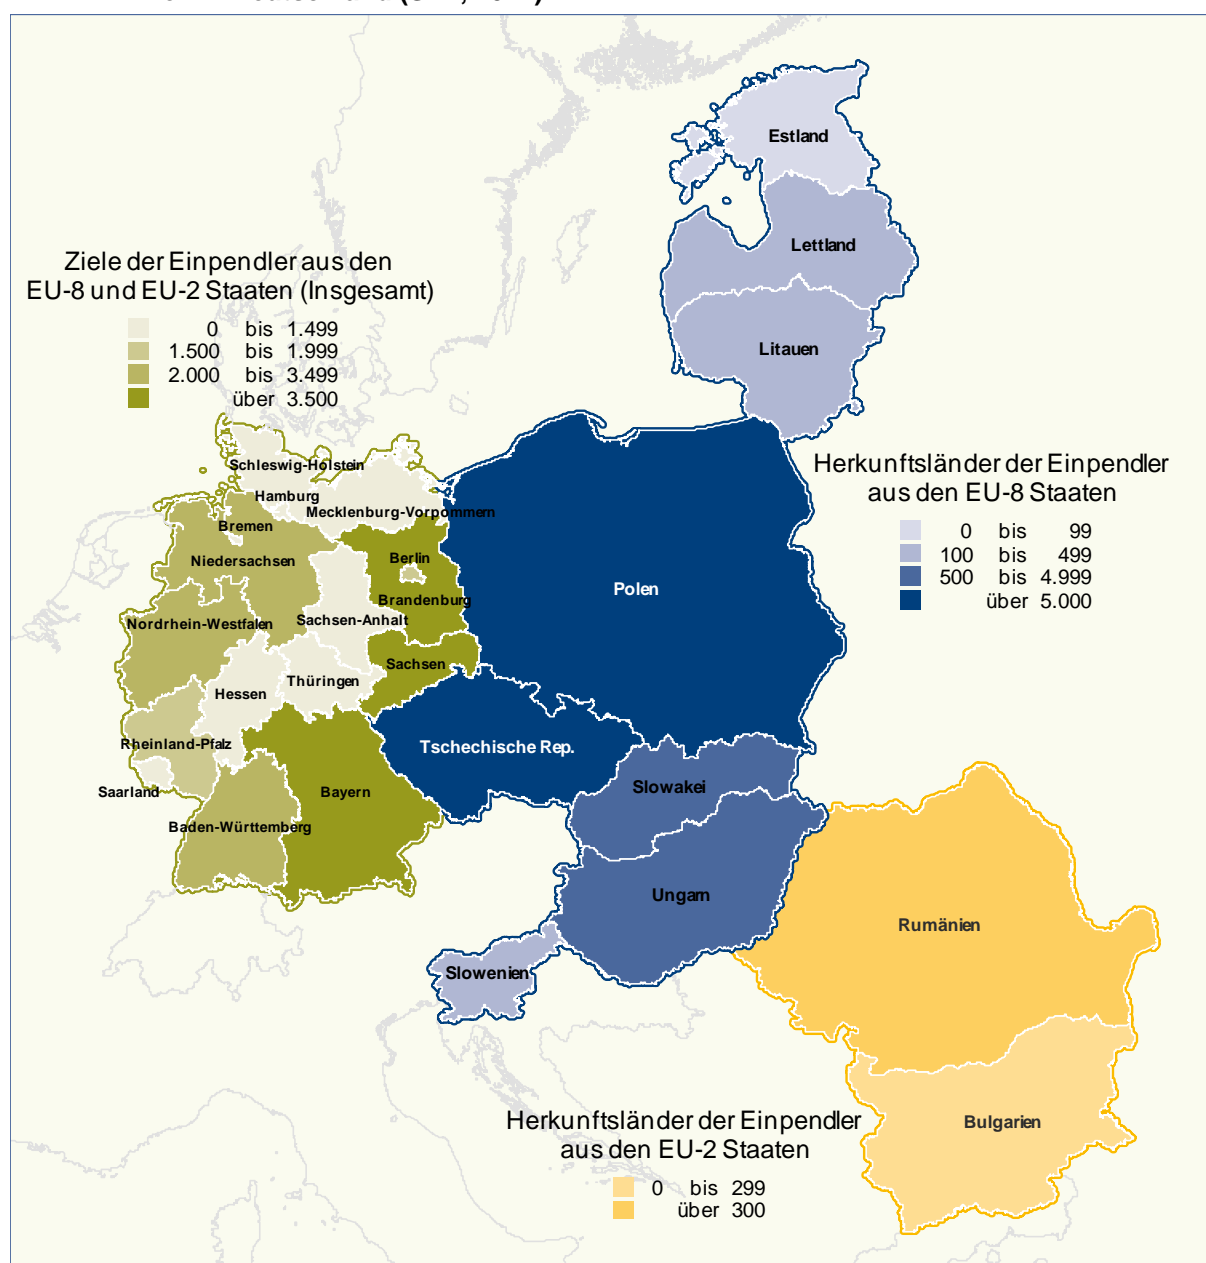 Estland
Lettland
Litauen
Ziele der Einpendler aus den
EU-8 und EU-2 Staaten (Insgesamt)
0 bis 1.499
1.500 bis 1.999
2.000 bis 3.499
über 3.500
Schleswig-Holstein
Hamburg
Mecklenburg-Vorpommern
Bremen
Niedersachsen
Berlin
Brandenburg
Sachsen-Anhalt
Nordrhein-Westfalen
Sachsen
Thüringen
Hessen
Rheinland-Pfalz
Saarland
Bayern
Baden-Württemberg
Herkunftsländer der Einpendler
aus den EU-8 Staaten
0 bis 99
100 bis 499
500 bis 4.999
über 5.000
Polen
Tschechische Rep.
Slowakei
Ungarn
Slowenien
Rumänien
Bulgarien
Herkunftsländer der Einpendler
aus den EU-2 Staaten
0 bis 299
über 300